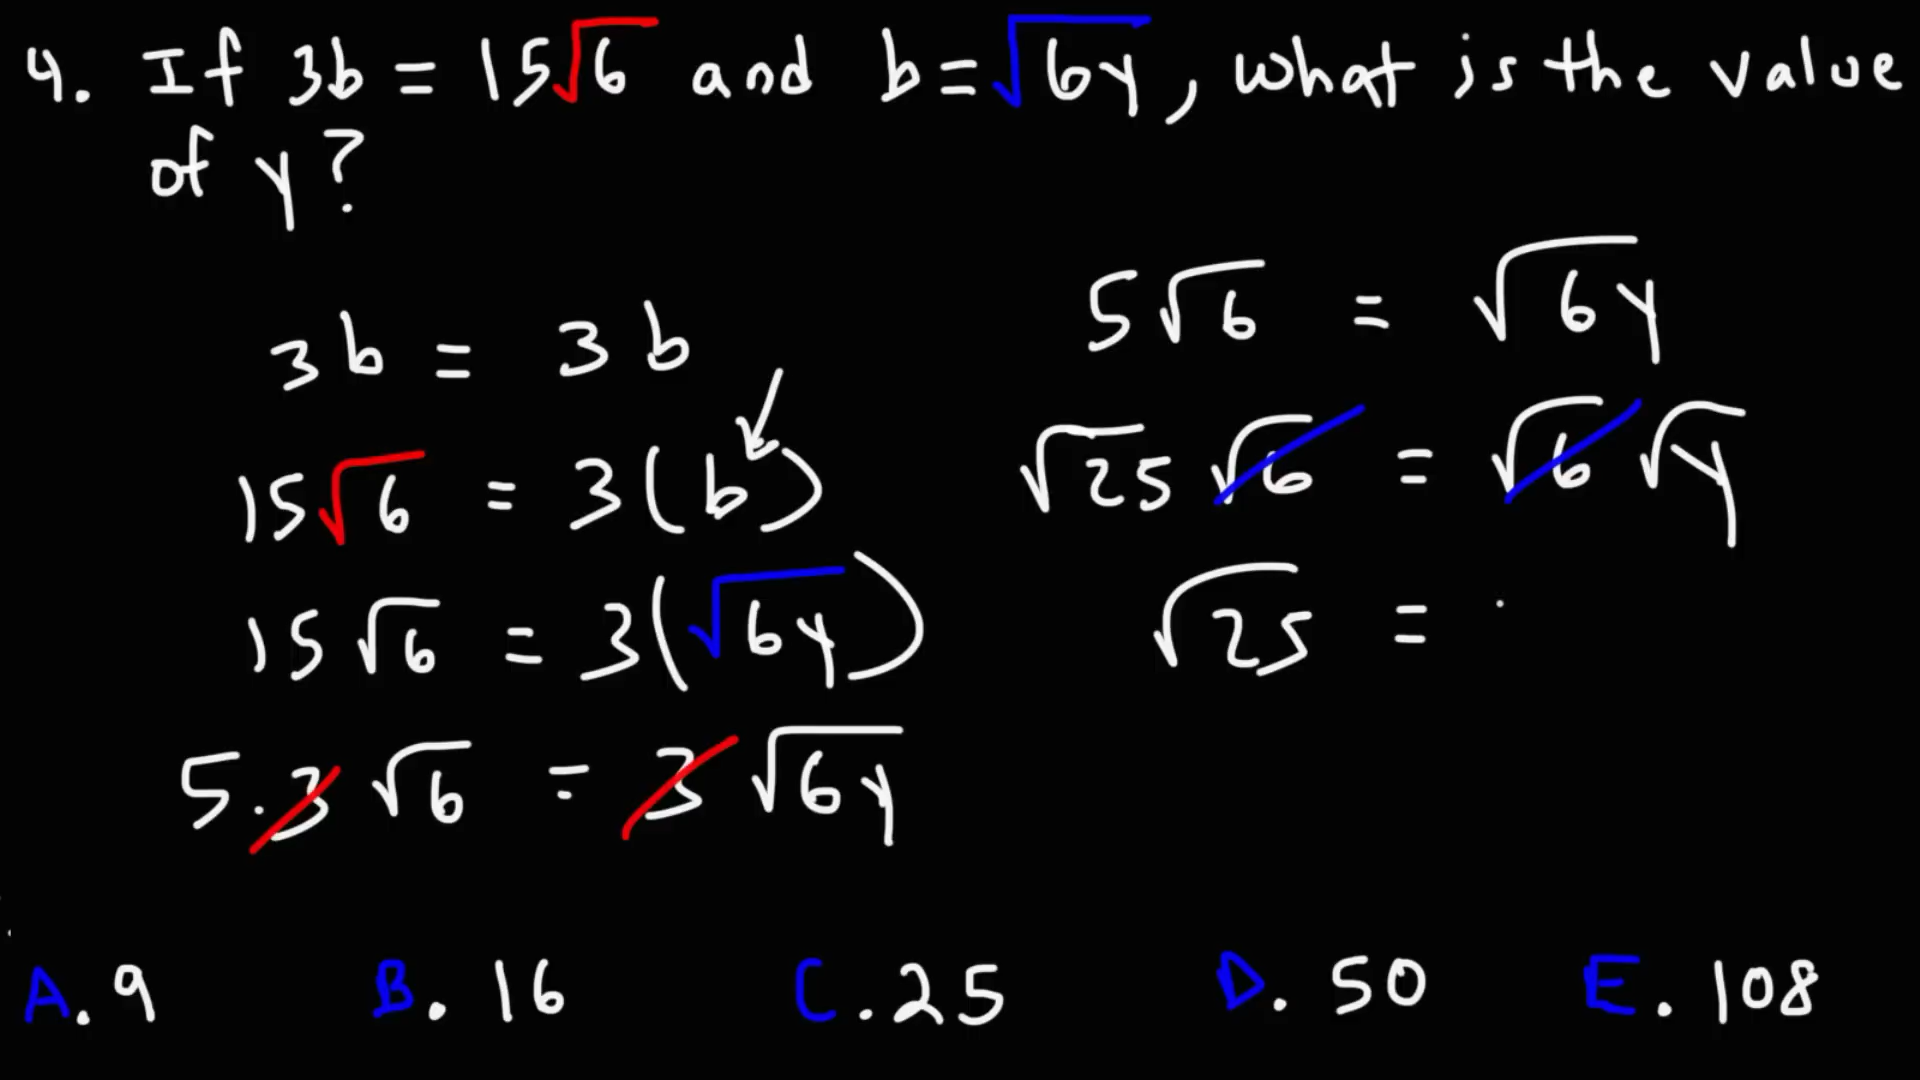 4. If 3b = 15√6 and b = √6y, what is the value
of y?
3b = 3b
15√6 = 3(b)
15√6 = 3(√6y)
5.3√6 = 3√6y
5√6 = √6y
√25√6 = √6√y
√25 =
A. 9 B. 16 C. 25 D. 50 E. 108